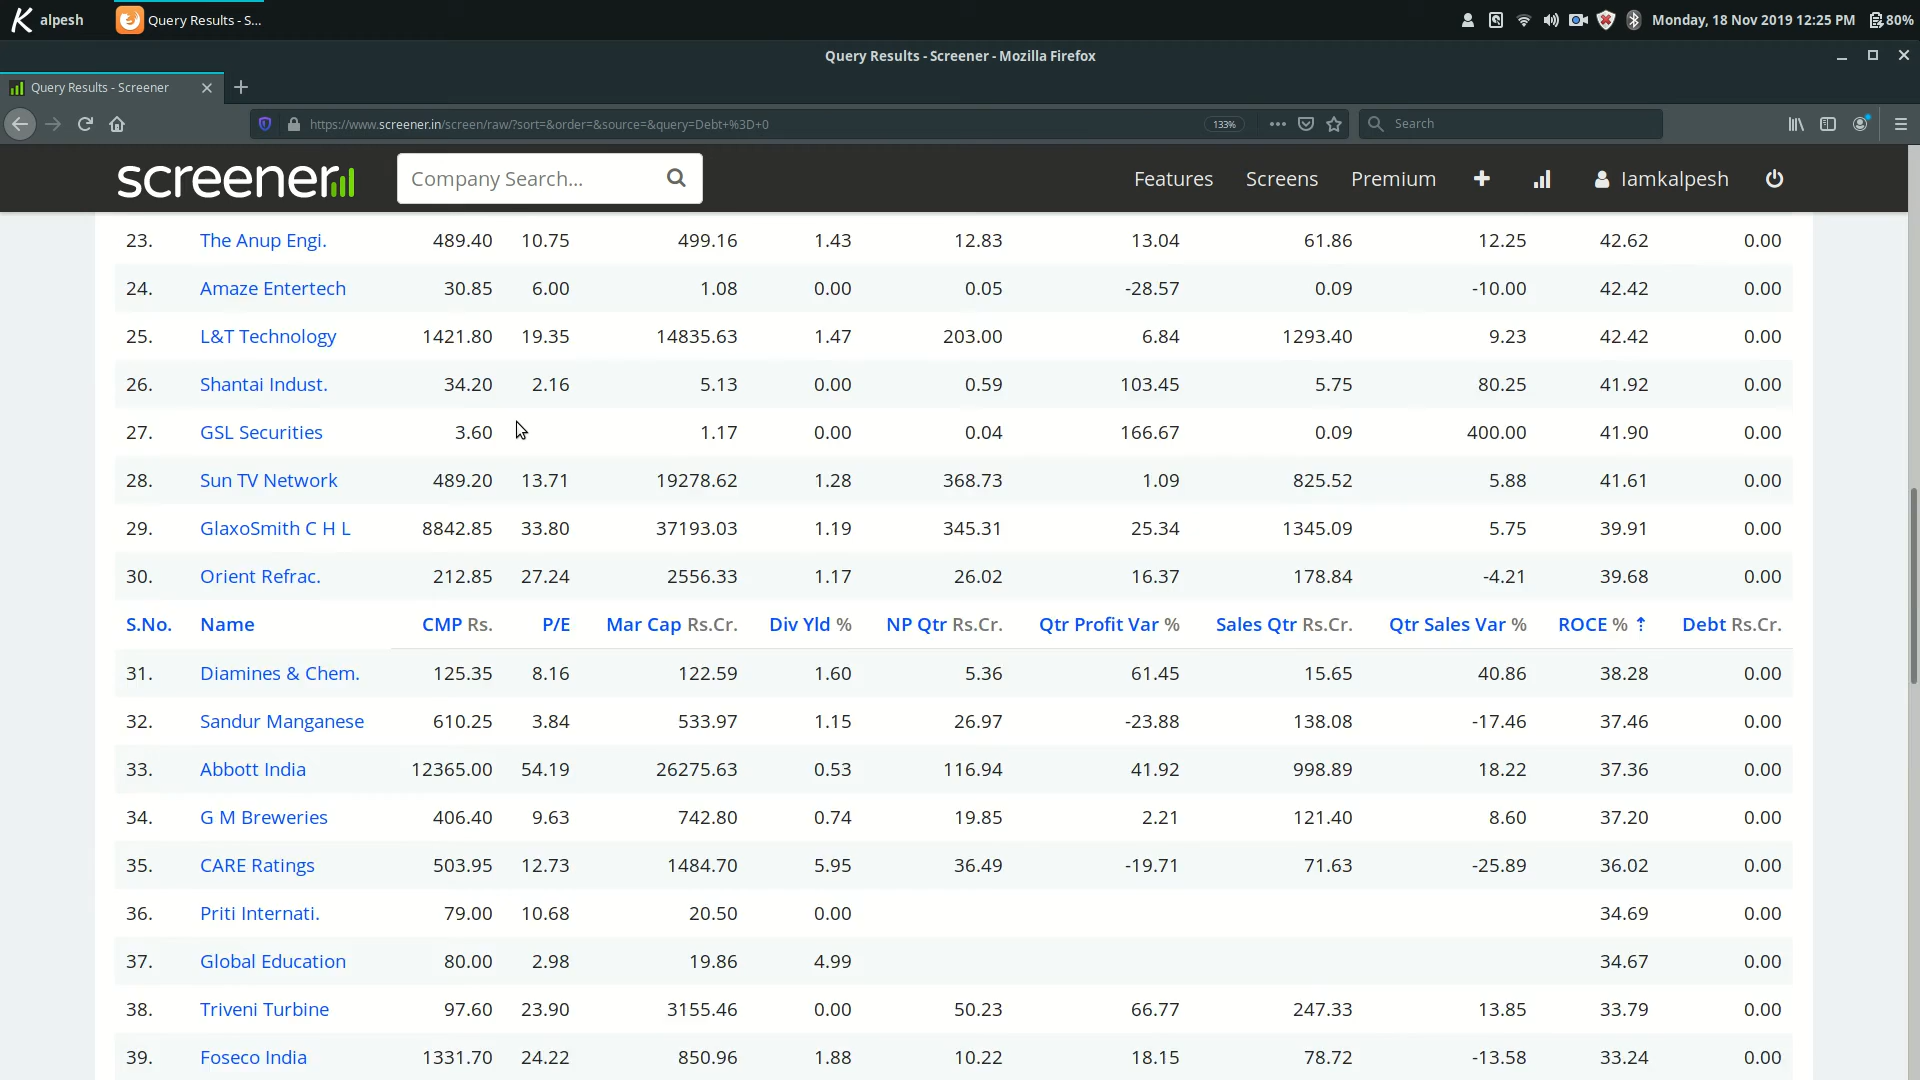 alpesh
Query Results - S...
Monday, 18 Nov 2019 12:25 PM
80%
Query Results - Screener - Mozilla Firefox
Query Results - Screener
https://www.screener.in/screen/raw/?sort=&order=&source=&query=Debt+%3D+0
133%
Search
screener
Company Search...
Features Screens Premium Iamkalpesh
23. The Anup Engi. 489.40 10.75 499.16 1.43 12.83 13.04 61.86 12.25 42.62 0.00
24. Amaze Entertech 30.85 6.00 1.08 0.00 0.05 -28.57 0.09 -10.00 42.42 0.00
25. L&T Technology 1421.80 19.35 14835.63 1.47 203.00 6.84 1293.40 9.23 42.42 0.00
26. Shantai Indust. 34.20 2.16 5.13 0.00 0.59 103.45 5.75 80.25 41.92 0.00
27. GSL Securities 3.60 1.17 0.00 0.04 166.67 0.09 400.00 41.90 0.00
28. Sun TV Network 489.20 13.71 19278.62 1.28 368.73 1.09 825.52 5.88 41.61 0.00
29. GlaxoSmith C H L 8842.85 33.80 37193.03 1.19 345.31 25.34 1345.09 5.75 39.91 0.00
30. Orient Refrac. 212.85 27.24 2556.33 1.17 26.02 16.37 178.84 -4.21 39.68 0.00
S.No. Name CMP Rs. P/E Mar Cap Rs.Cr. Div Yld % NP Qtr Rs.Cr. Qtr Profit Var % Sales Qtr Rs.Cr. Qtr Sales Var % ROCE % ↑ Debt Rs.Cr.
31. Diamines & Chem. 125.35 8.16 122.59 1.60 5.36 61.45 15.65 40.86 38.28 0.00
32. Sandur Manganese 610.25 3.84 533.97 1.15 26.97 -23.88 138.08 -17.46 37.46 0.00
33. Abbott India 12365.00 54.19 26275.63 0.53 116.94 41.92 998.89 18.22 37.36 0.00
34. G M Breweries 406.40 9.63 742.80 0.74 19.85 2.21 121.40 8.60 37.20 0.00
35. CARE Ratings 503.95 12.73 1484.70 5.95 36.49 -19.71 71.63 -25.89 36.02 0.00
36. Priti Internati. 79.00 10.68 20.50 0.00 34.69 0.00
37. Global Education 80.00 2.98 19.86 4.99 34.67 0.00
38. Triveni Turbine 97.60 23.90 3155.46 0.00 50.23 66.77 247.33 13.85 33.79 0.00
39. Foseco India 1331.70 24.22 850.96 1.88 10.22 18.15 78.72 -13.58 33.24 0.00